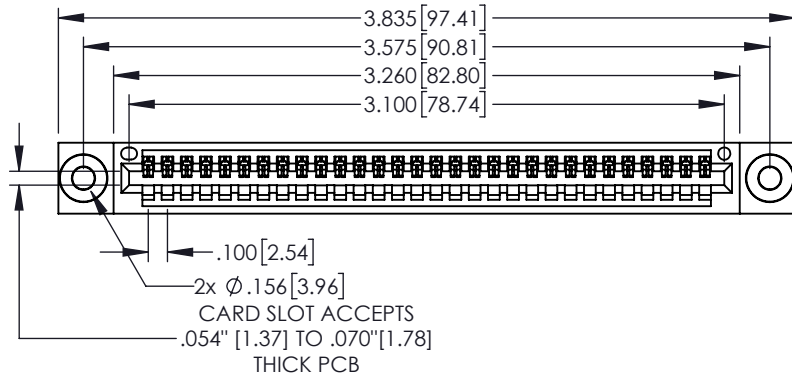 3.835[97.41]
3.575[90.81]
3.260[82.80]
3.100[78.74]
.100[2.54]
2x Ø.156[3.96]
CARD SLOT ACCEPTS
.054" [1.37] TO .070"[1.78]
THICK PCB